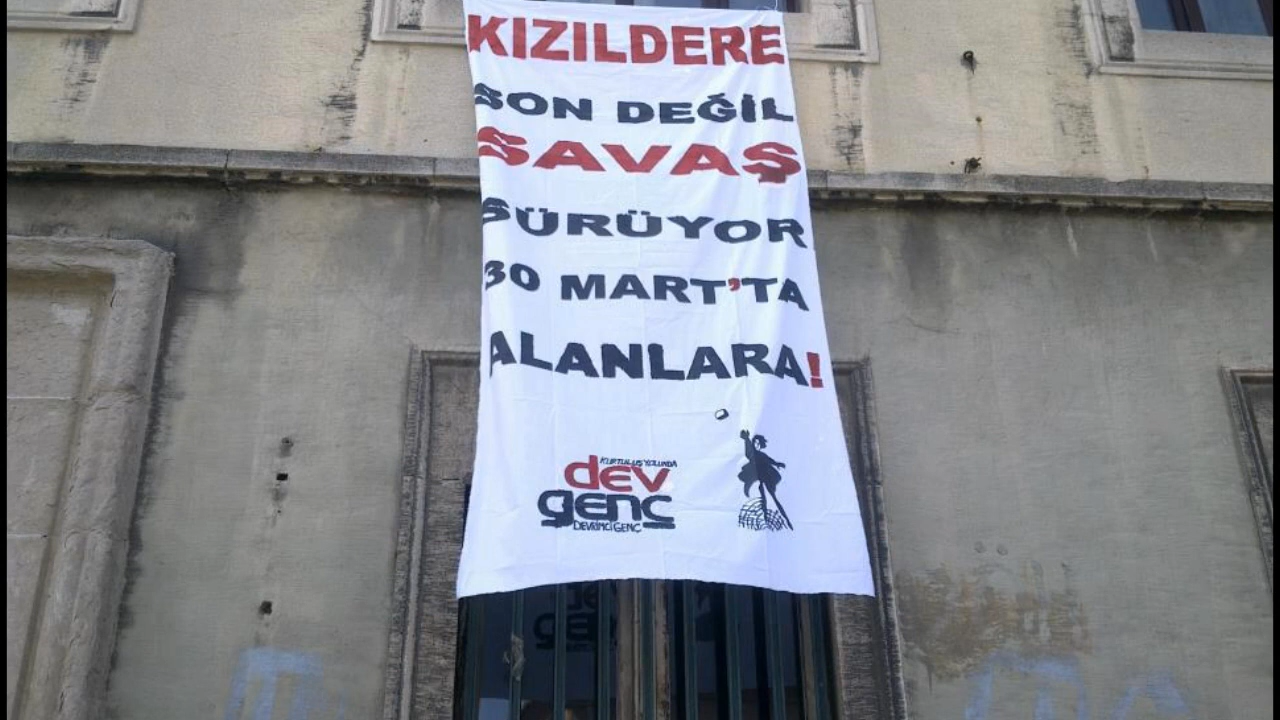 KIZILDERE
SON DEĞİL
SAVAŞ
SÜRÜYOR
30 MART'TA
ALANLARA!
KURTULUŞ YOLUNDA
dev
genç
DEVRİMCİ GENÇ